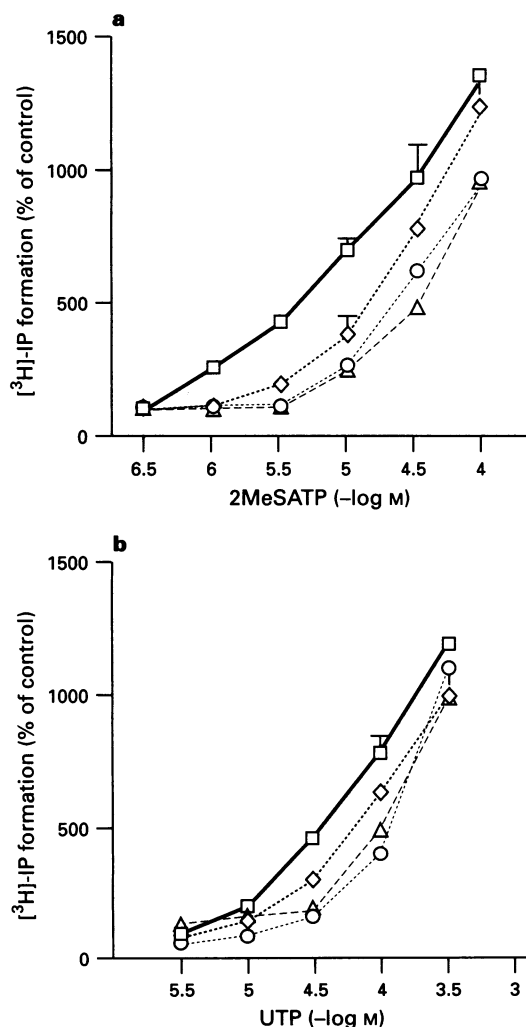 a
1500
1000
500
0
[³H]-IP formation (% of control)
6.5 6 5.5 5 4.5 4
2MeSATP (–log M)
b
1500
1000
500
0
[³H]-IP formation (% of control)
5.5 5 4.5 4 3.5 3
UTP (–log M)